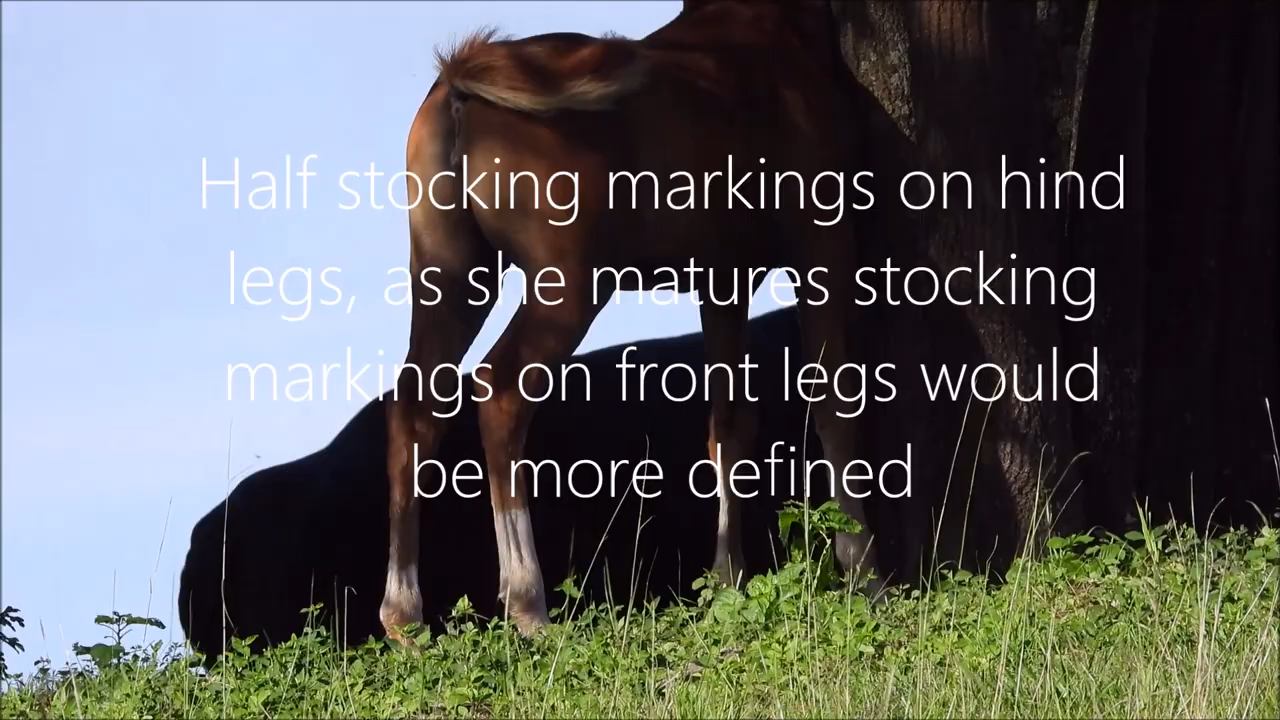 Half stocking markings on hind
legs, as she matures stocking
markings on front legs would
be more defined